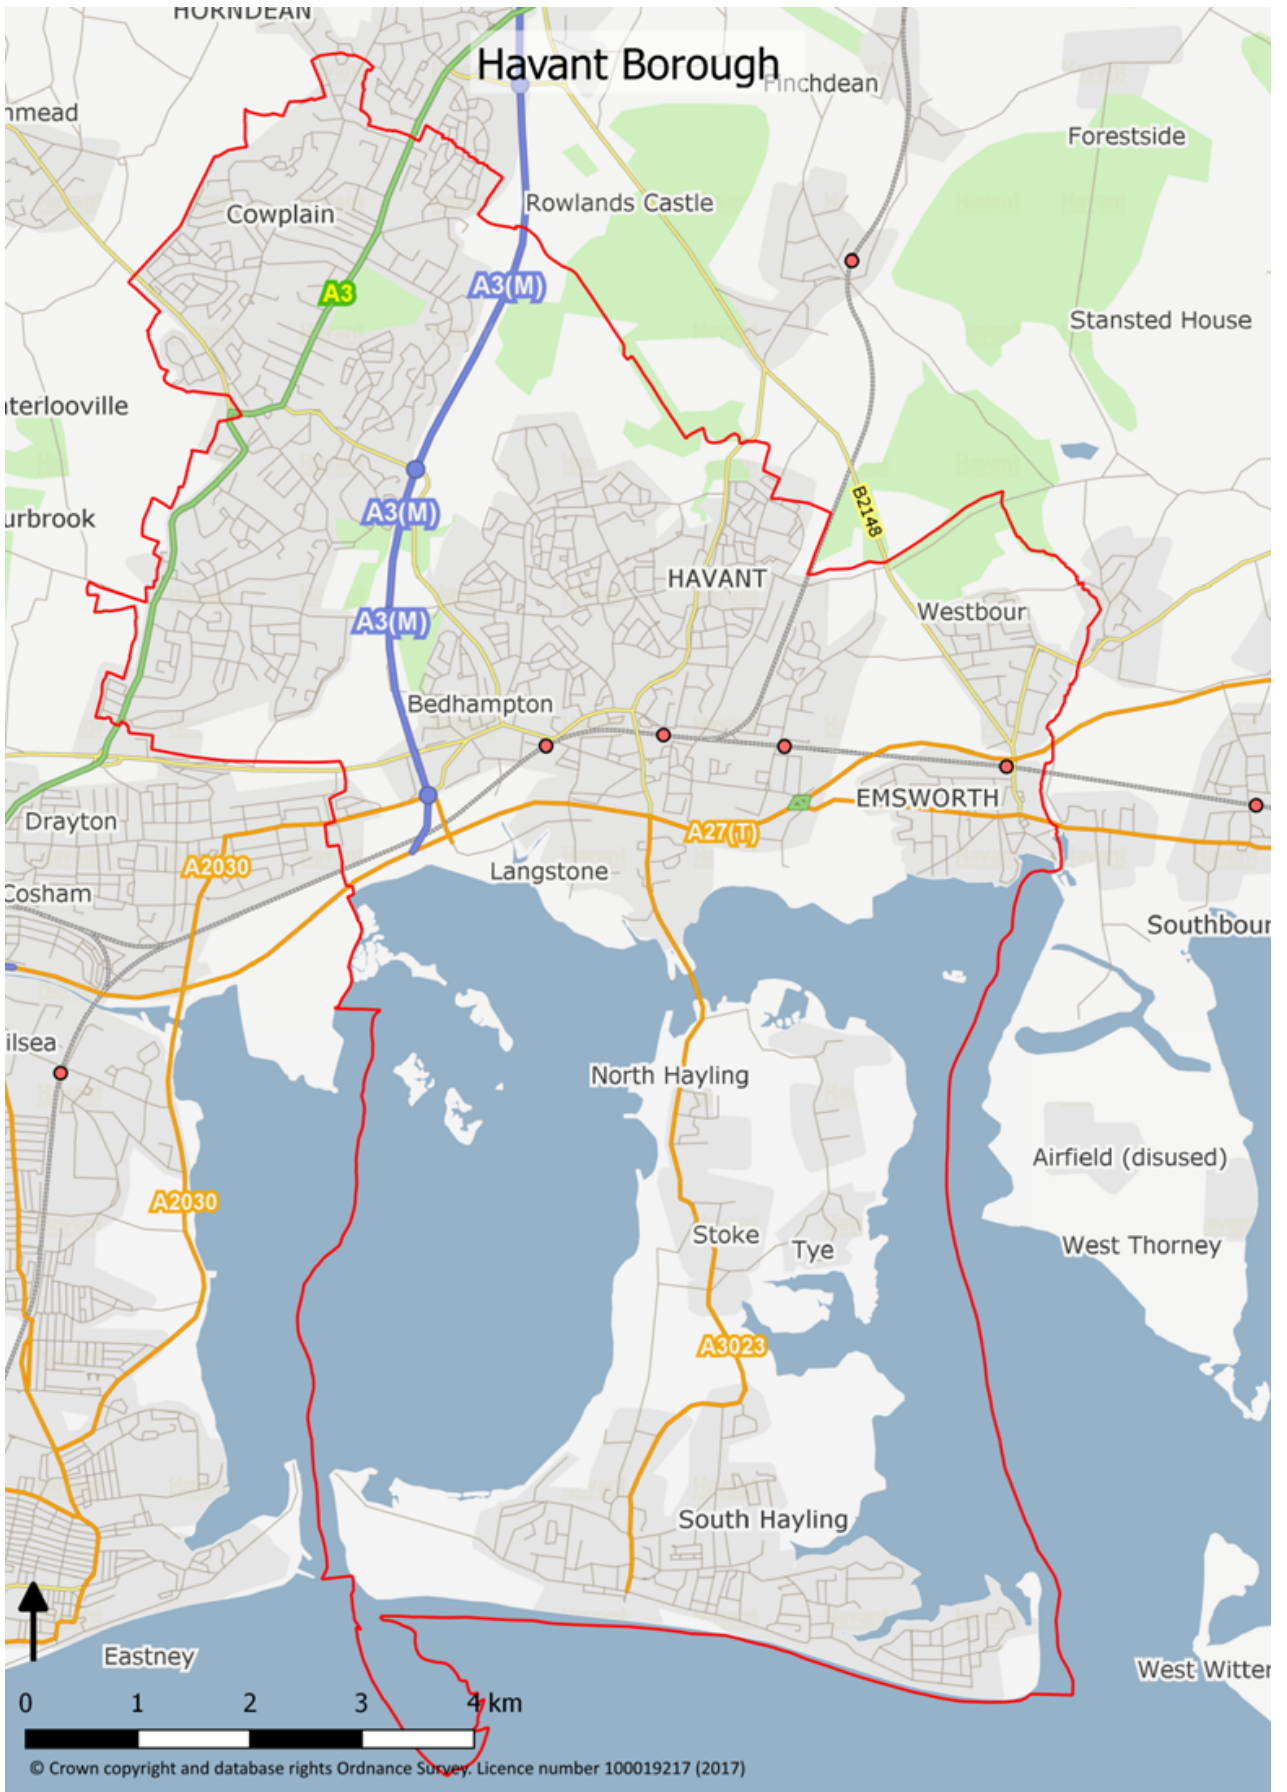 HORNDEAN
Havant Borough
Finchdean
nmead
Forestside
Rowlands Castle
Cowplain
A3(M)
A3
Stansted House
terlooville
B2148
A3(M)
urbrook
HAVANT
Westbour
A3(M)
Bedhampton
EMSWORTH
Drayton
A27(T)
A2030
Langstone
Cosham
Southbour
ilsea
North Hayling
Airfield (disused)
A2030
Stoke
Tye
West Thorney
A3023
South Hayling
Eastney
West Witter
0 1 2 3 4 km
© Crown copyright and database rights Ordnance Survey. Licence number 100019217 (2017)